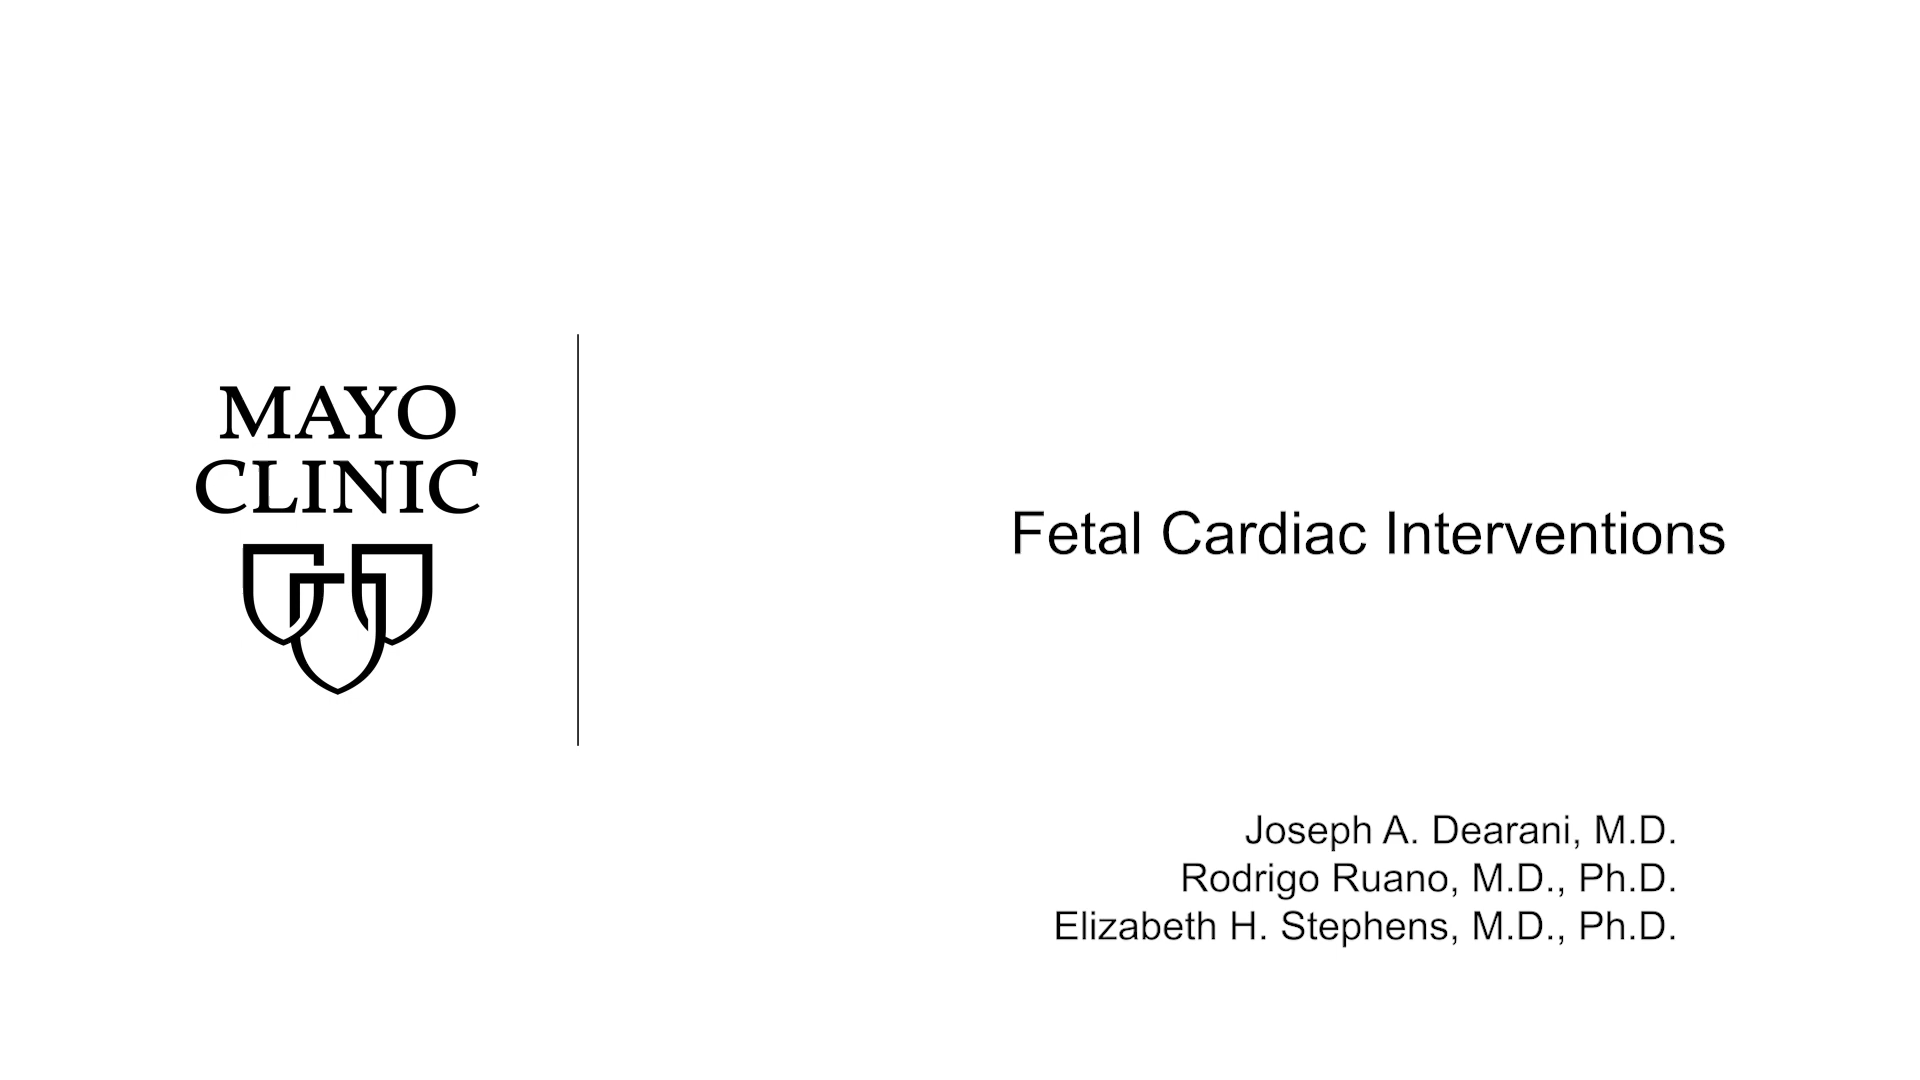 MAYO
CLINIC
Fetal Cardiac Interventions
Joseph A. Dearani, M.D.
Rodrigo Ruano, M.D., Ph.D.
Elizabeth H. Stephens, M.D., Ph.D.